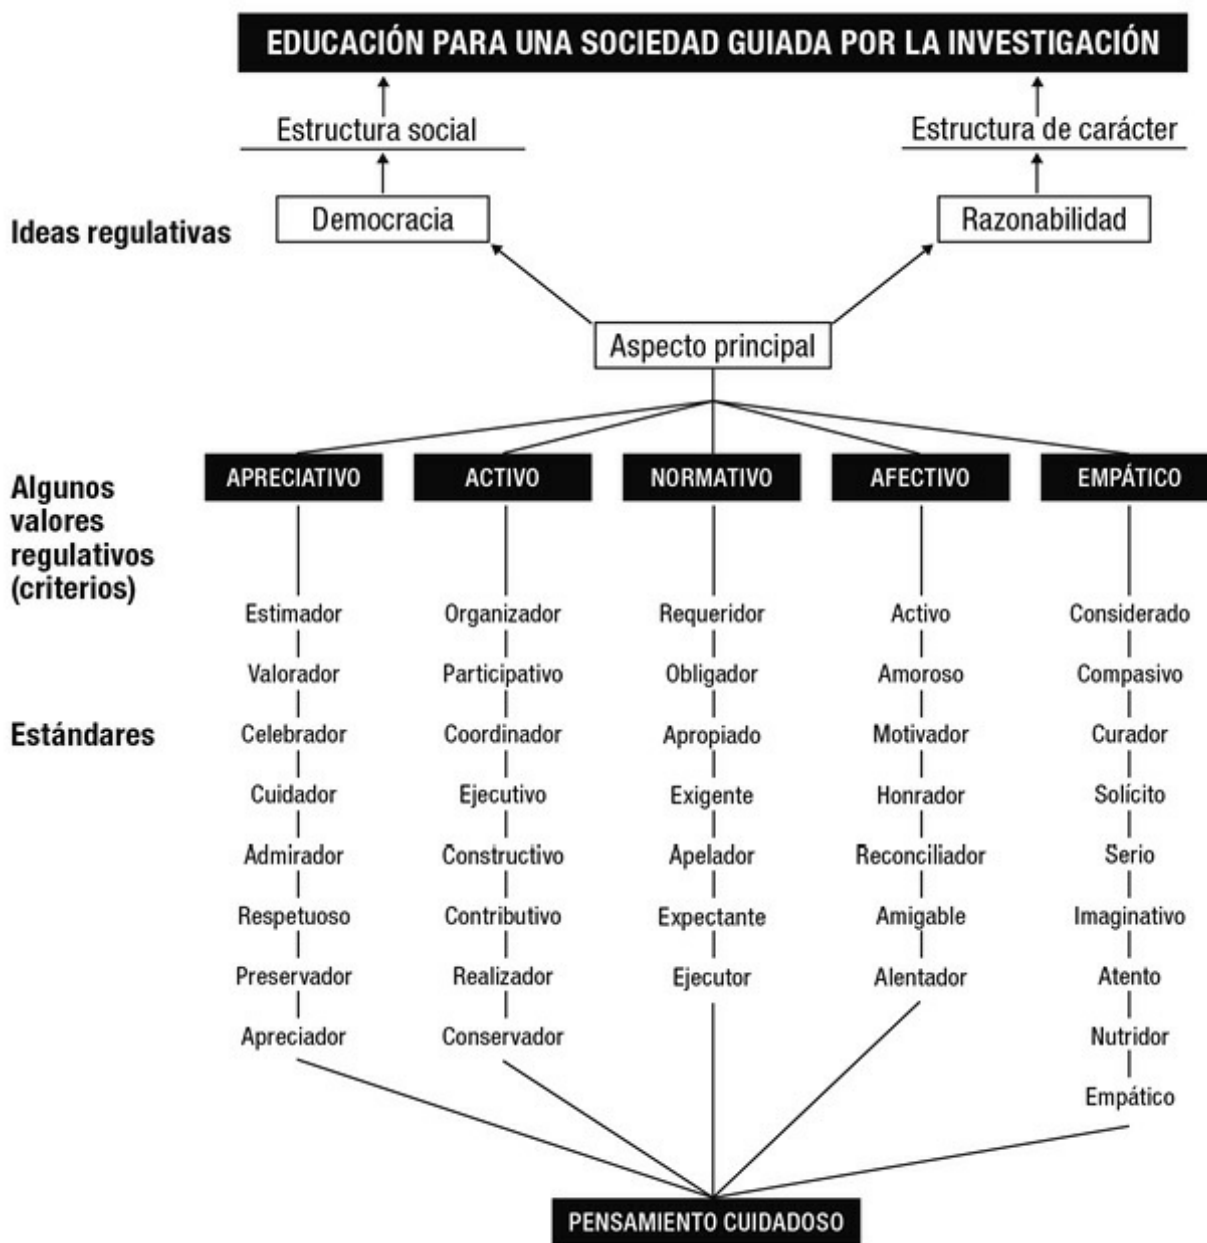 EDUCACIÓN PARA UNA SOCIEDAD GUIADA POR LA INVESTIGACIÓN
Estructura social
Estructura de carácter
Ideas regulativas
Democracia
Razonabilidad
Aspecto principal
Algunos
valores
regulativos
(criterios)
APRECIATIVO
ACTIVO
NORMATIVO
AFECTIVO
EMPÁTICO
Estándares
Estimador
Valorador
Celebrador
Cuidador
Admirador
Respetuoso
Preservador
Apreciador
Organizador
Participativo
Coordinador
Ejecutivo
Constructivo
Contributivo
Realizador
Conservador
Requeridor
Obligador
Apropiado
Exigente
Apelador
Expectante
Ejecutor
Activo
Amoroso
Motivador
Honrador
Reconciliador
Amigable
Alentador
Considerado
Compasivo
Curador
Solícito
Serio
Imaginativo
Atento
Nutridor
Empático
PENSAMIENTO CUIDADOSO